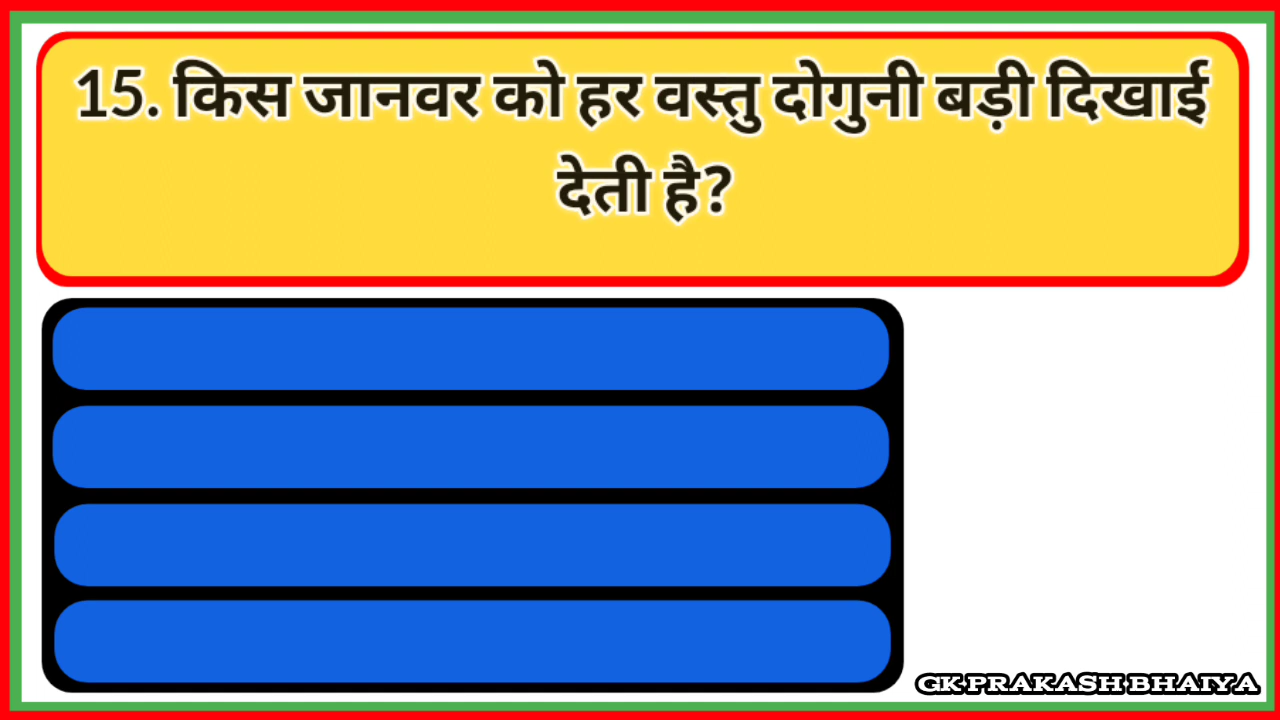 15. किस जानवर को हर वस्तु दोगुनी बड़ी दिखाई
देती है?
GK PRAKASH BHAIYA